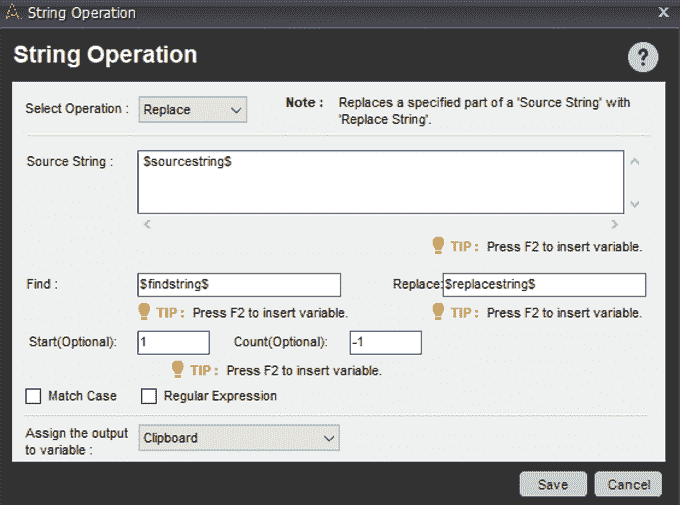 String Operation
String Operation
?
Select Operation : Replace Note : Replaces a specified part of a 'Source String' with
'Replace String'.
Source String : $sourcestring$
TIP : Press F2 to insert variable.
Find : $findstring$ Replace: $replacestring$
TIP : Press F2 to insert variable. TIP : Press F2 to insert variable.
Start(Optional): 1 Count(Optional): -1
TIP : Press F2 to insert variable.
Match Case Regular Expression
Assign the output
to variable : Clipboard
Save Cancel